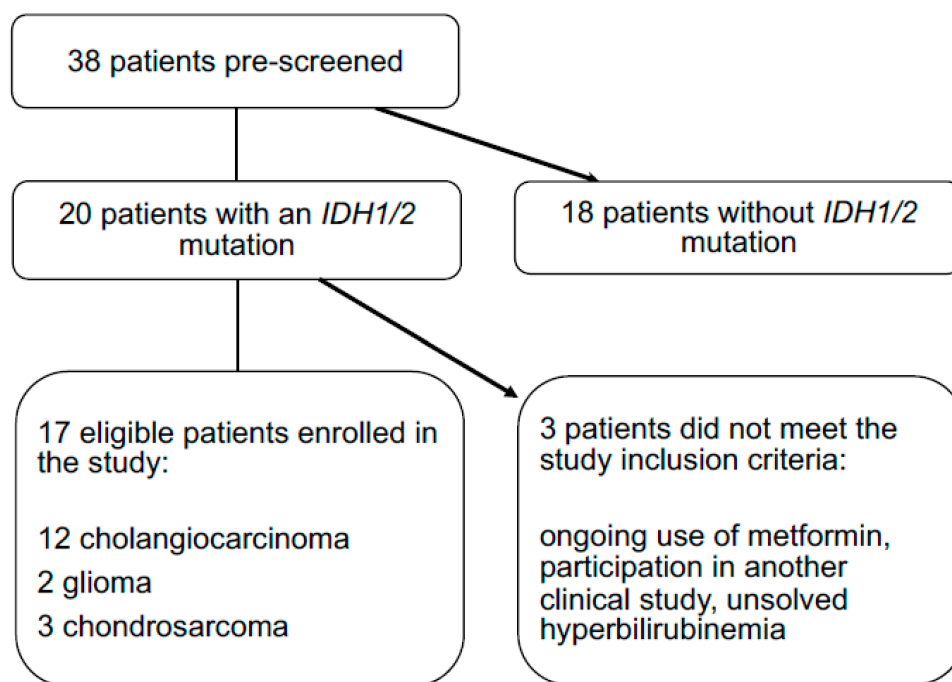 38 patients pre-screened
20 patients with an IDH1/2
mutation
18 patients without IDH1/2
mutation
17 eligible patients enrolled in
the study:
12 cholangiocarcinoma
2 glioma
3 chondrosarcoma
3 patients did not meet the
study inclusion criteria:
ongoing use of metformin,
participation in another
clinical study, unsolved
hyperbilirubinemia